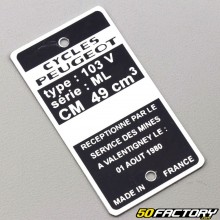 CYCLES
PEUGEOT
type : 103 V
série : ML
CM 49 cm³
RECEPTIONNE PAR LE
SERVICE DES MINES
A VALENTIGNEY LE :
01 AOUT 1980
MADE IN FRANCE
50FACTORY.COM